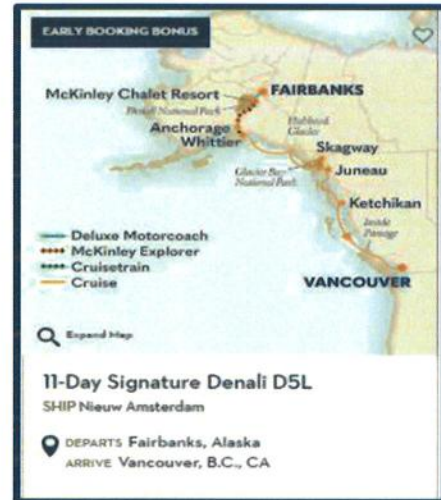 EARLY BOOKING BONUS
McKinley Chalet Resort
FAIRBANKS
Denali National Park
Anchorage
Whittier
Hubbard
Glacier
Skagway
Glacier Bay
National Park
Juneau
Ketchikan
Inside
Passage
VANCOUVER
Deluxe Motorcoach
McKinley Explorer
Cruisetrain
Cruise
Expand Map
11-Day Signature Denali D5L
SHIP Nieuw Amsterdam
DEPARTS Fairbanks, Alaska
ARRIVE Vancouver, B.C., CA